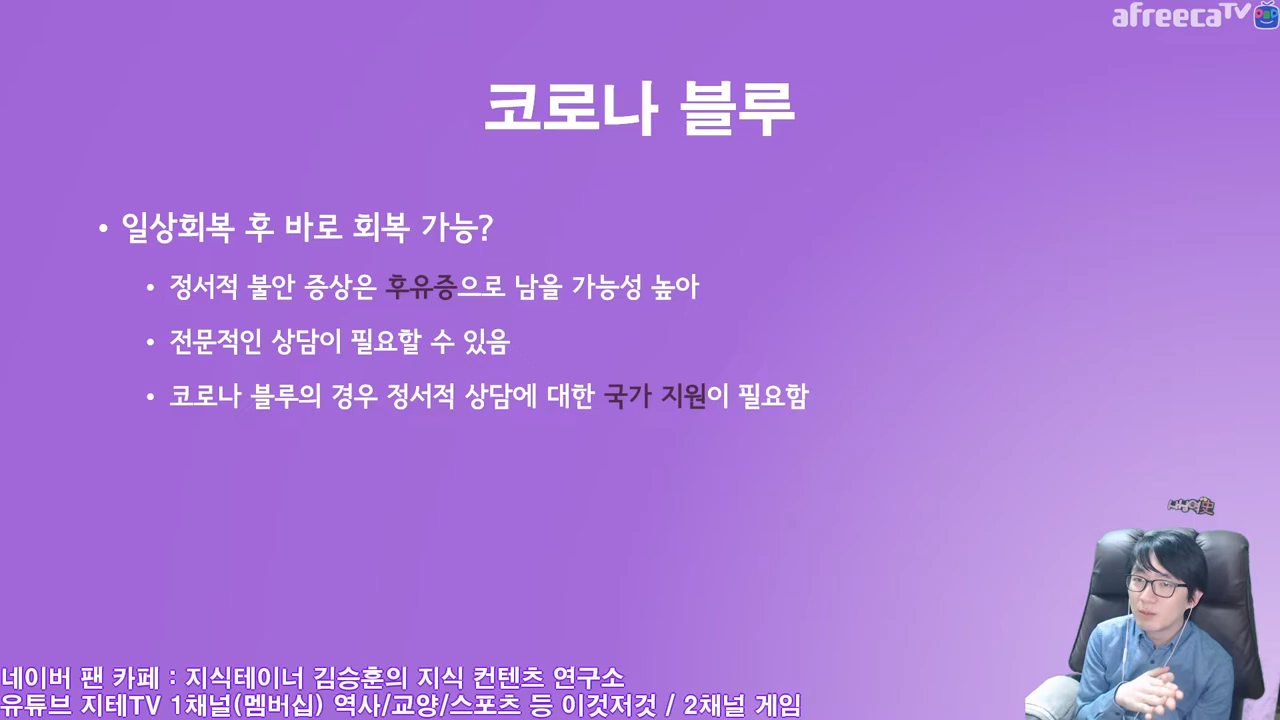 afreecaTV
코로나 블루
• 일상회복 후 바로 회복 가능?
• 정서적 불안 증상은 후유증으로 남을 가능성 높아
• 전문적인 상담이 필요할 수 있음
• 코로나 블루의 경우 정서적 상담에 대한 국가 지원이 필요함
네이버 팬 카페 : 지식테이너 김승훈의 지식 컨텐츠 연구소
유튜브 지테TV 1채널(멤버십) 역사/교양/스포츠 등 이것저것 / 2채널 게임